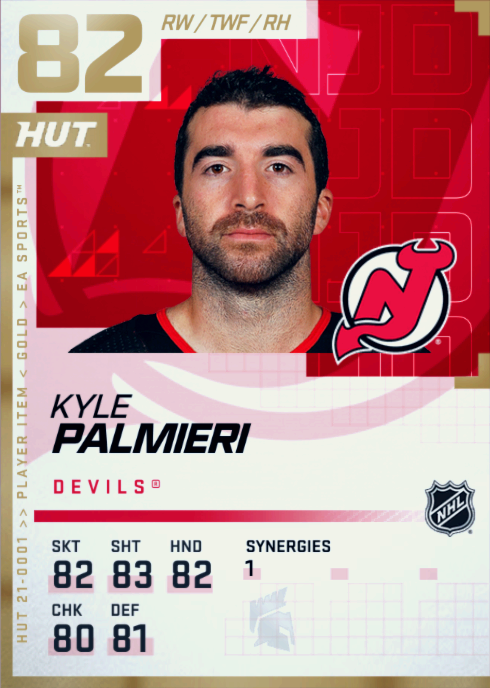 82
RW / TWF / RH
NJD
HUT
HUT 21-0001 >> PLAYER ITEM < GOLD > EA SPORTS™
KYLE
PALMIERI
DEVILS®
NHL
SKT SHT HND SYNERGIES
82 83 82 1
CHK DEF
80 81